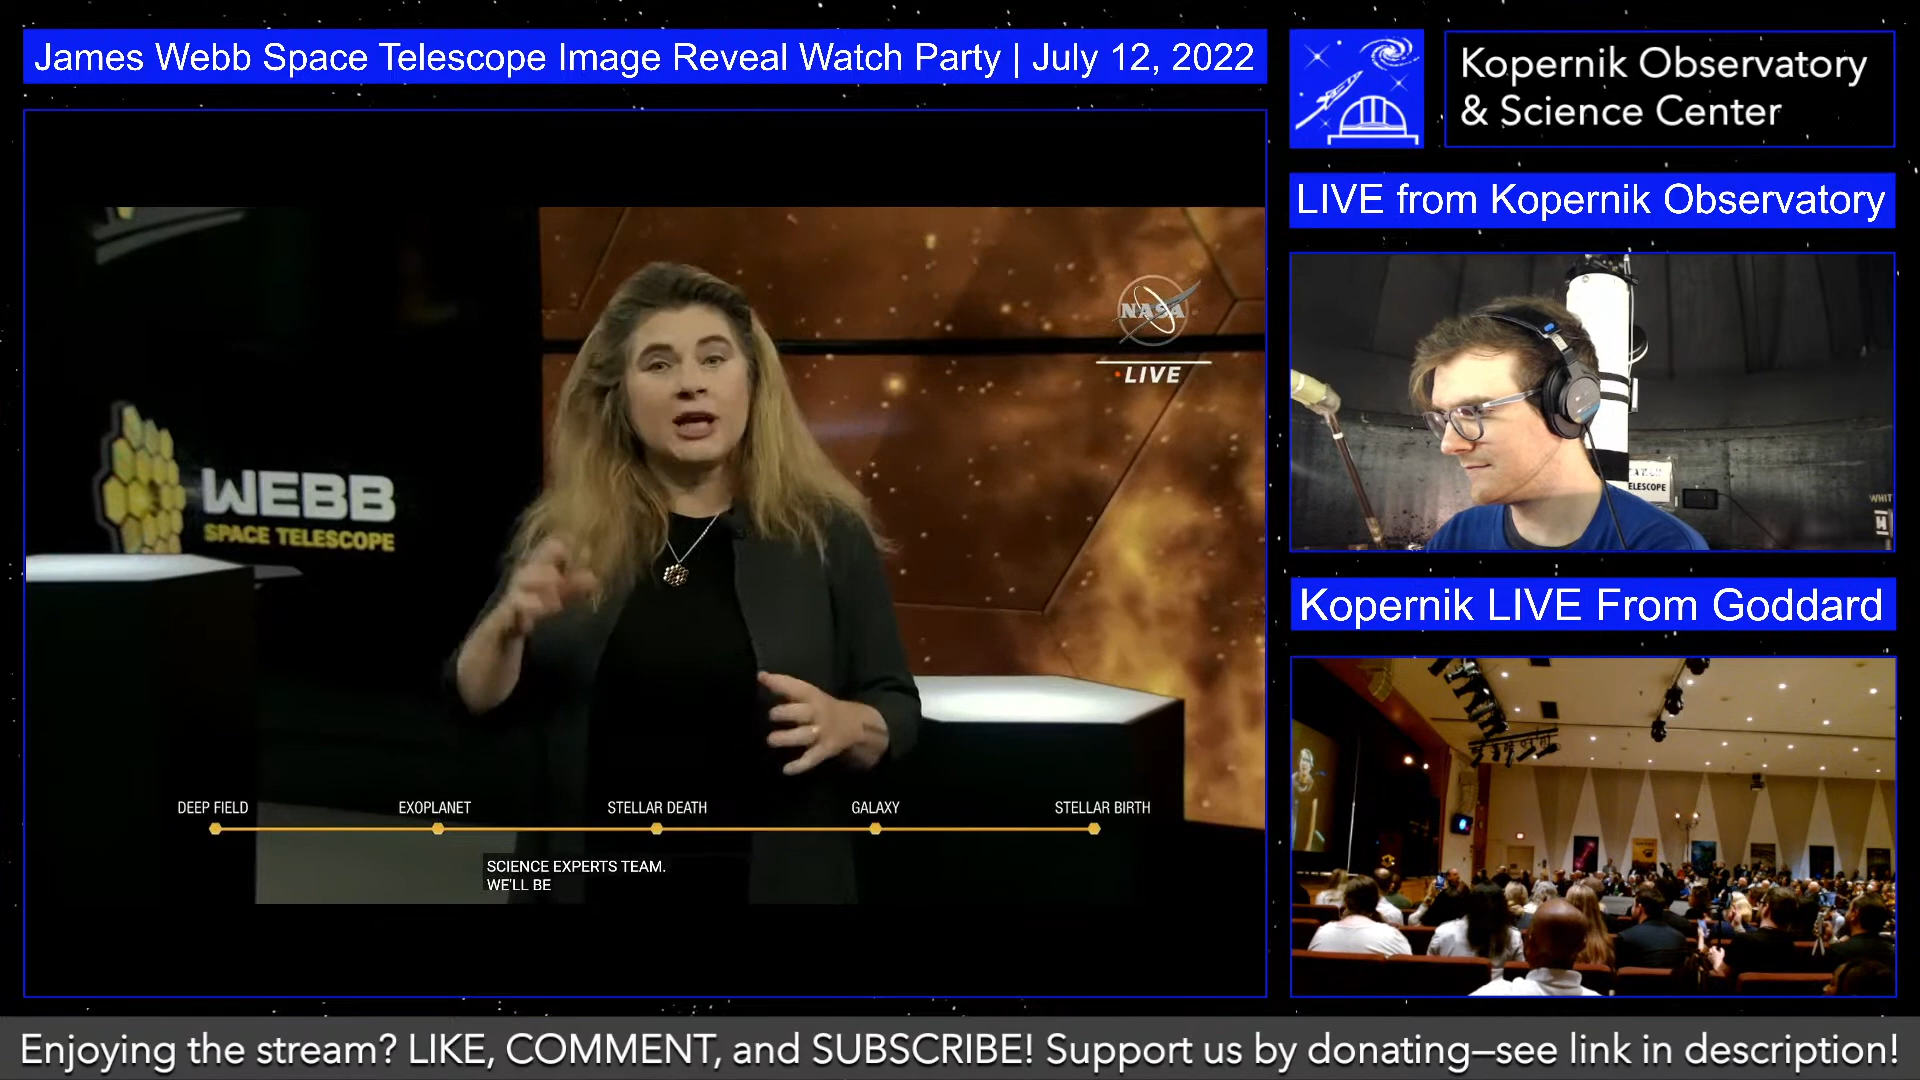 James Webb Space Telescope Image Reveal Watch Party | July 12, 2022
Kopernik Observatory
& Science Center
LIVE from Kopernik Observatory
NASA
LIVE
WEBB
SPACE TELESCOPE
DEEP FIELD
EXOPLANET
STELLAR DEATH
GALAXY
STELLAR BIRTH
SCIENCE EXPERTS TEAM.
WE'LL BE
Kopernik LIVE From Goddard
Enjoying the stream? LIKE, COMMENT, and SUBSCRIBE! Support us by donating—see link in description!